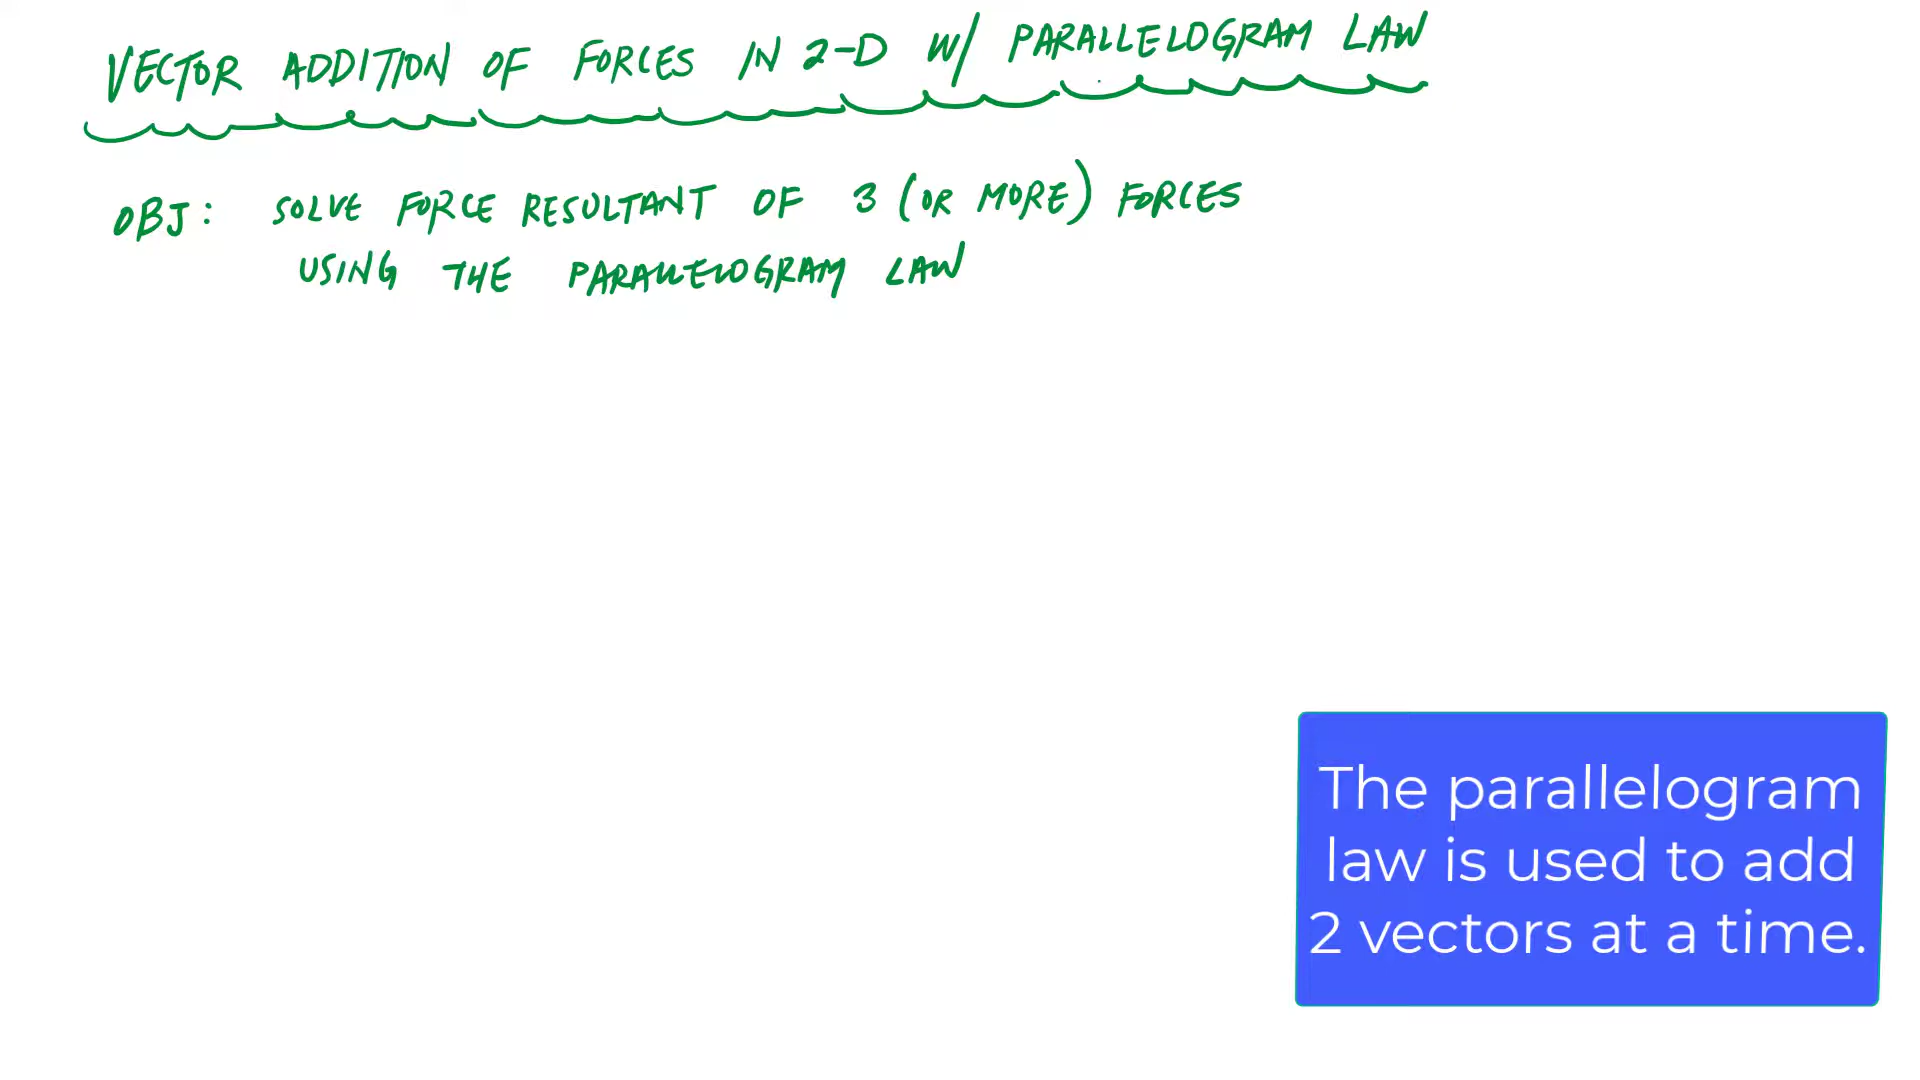 VECTOR ADDITION OF FORCES IN 2-D W/ PARALLELOGRAM LAW
OBJ: SOLVE FORCE RESULTANT OF 3 (OR MORE) FORCES
USING THE PARALLELOGRAM LAW
The parallelogram
law is used to add
2 vectors at a time.